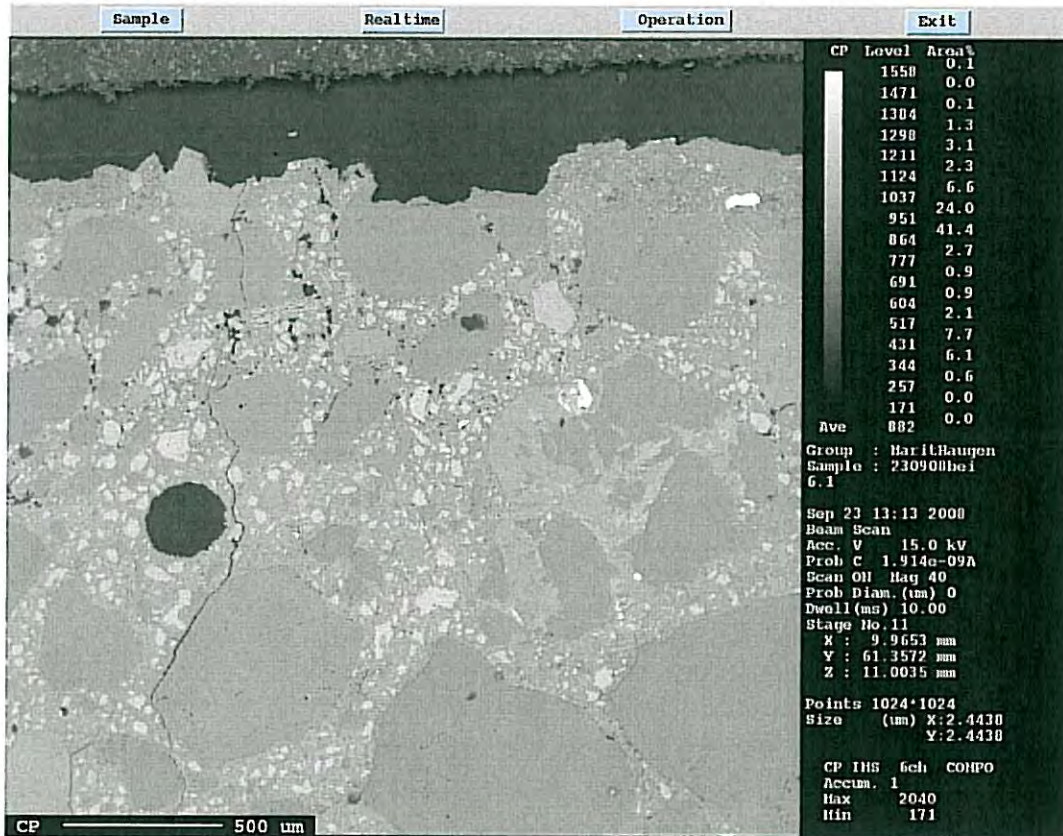 Sample Realtime Operation Exit
CP Level Area%
0.1
1558
0.0
1471
0.1
1384
1.3
1298
3.1
1211
2.3
1124
6.6
1037
24.0
951
41.4
864
2.7
777
0.9
691
0.9
604
2.1
517
7.7
431
6.1
344
0.6
257
0.0
171
0.0
Ave 882
Group : MaritHaugen
Sample : 230908bei
6.1
Sep 23 13:13 2008
Beam Scan
Acc. V 15.0 kV
Prob C 1.914e-09A
Scan ON Mag 40
Prob Diam.(um) 0
Dwell(ms) 10.00
Stage No.11
X : 9.9653 mm
Y : 61.3572 mm
Z : 11.0035 mm
Points 1024*1024
Size (um) X:2.4438
Y:2.4438
CP INS 6ch COMPO
Accum. 1
Max 2040
Min 171
CP 500 um